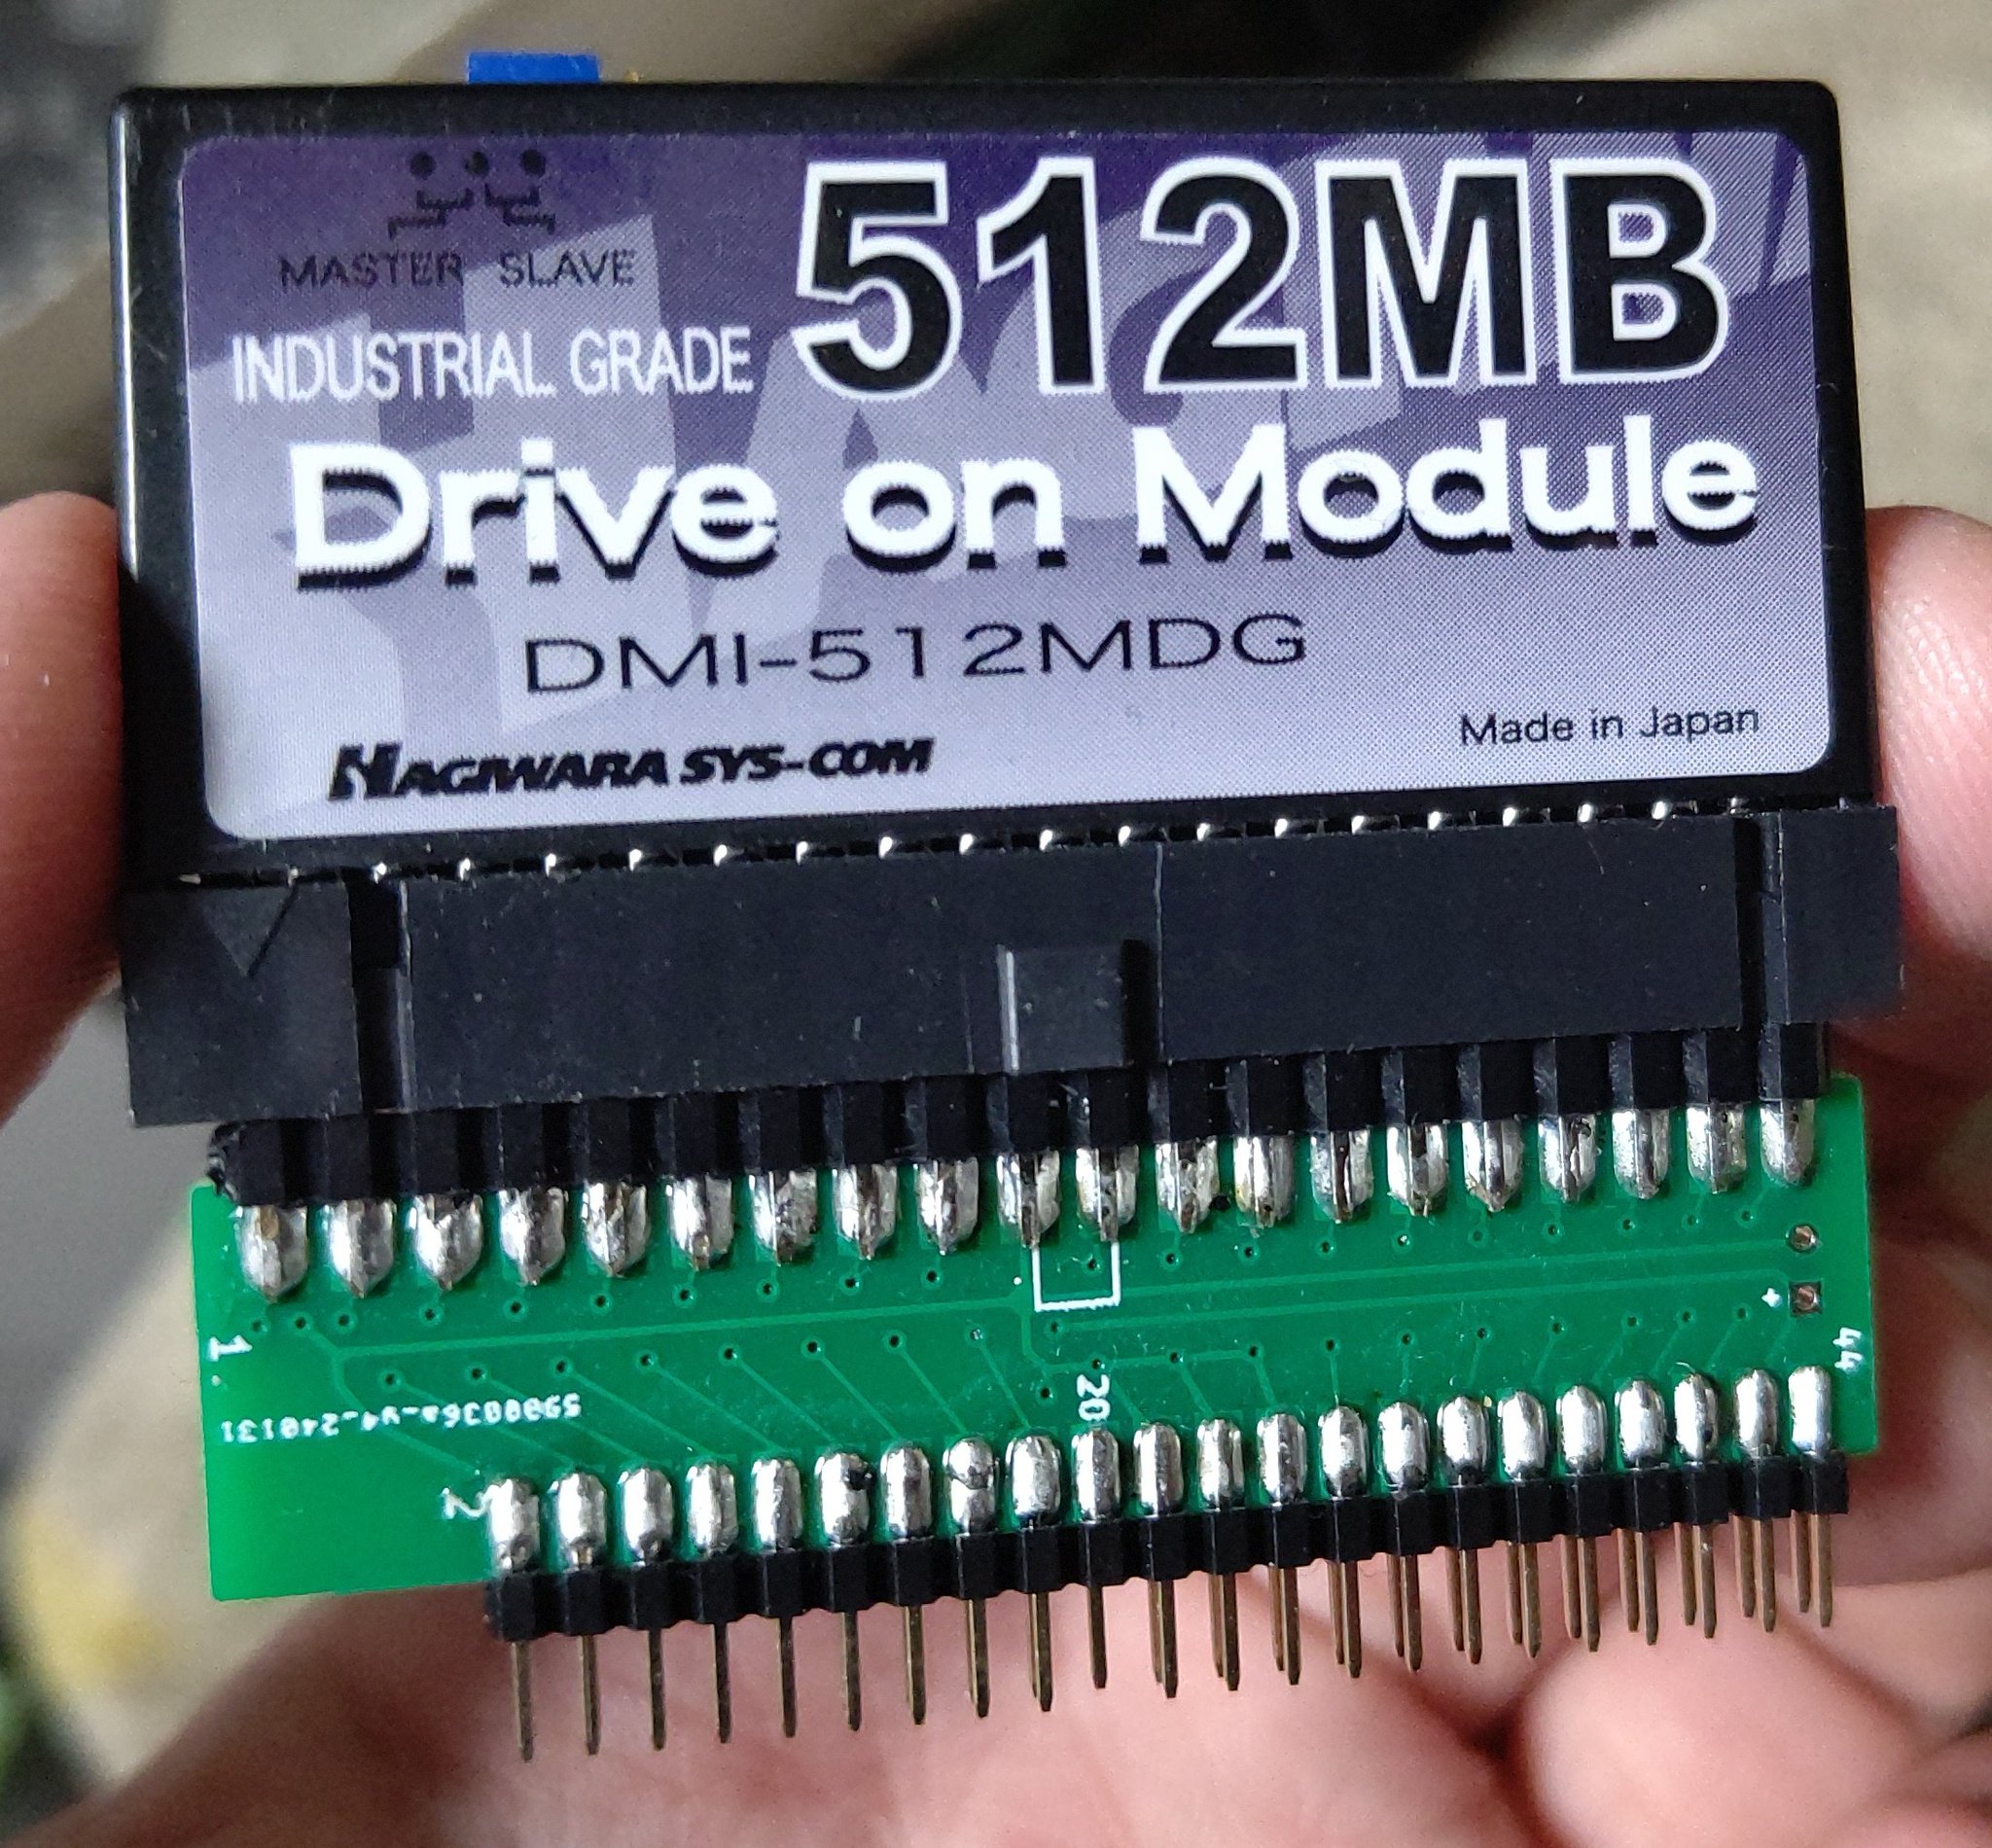 MASTER SLAVE
512MB
INDUSTRIAL GRADE
Drive on Module
DMI-512MDG
HAGIWARA SYS-COM
Made in Japan
1
+
44
20
5900036a_v4_240131
2